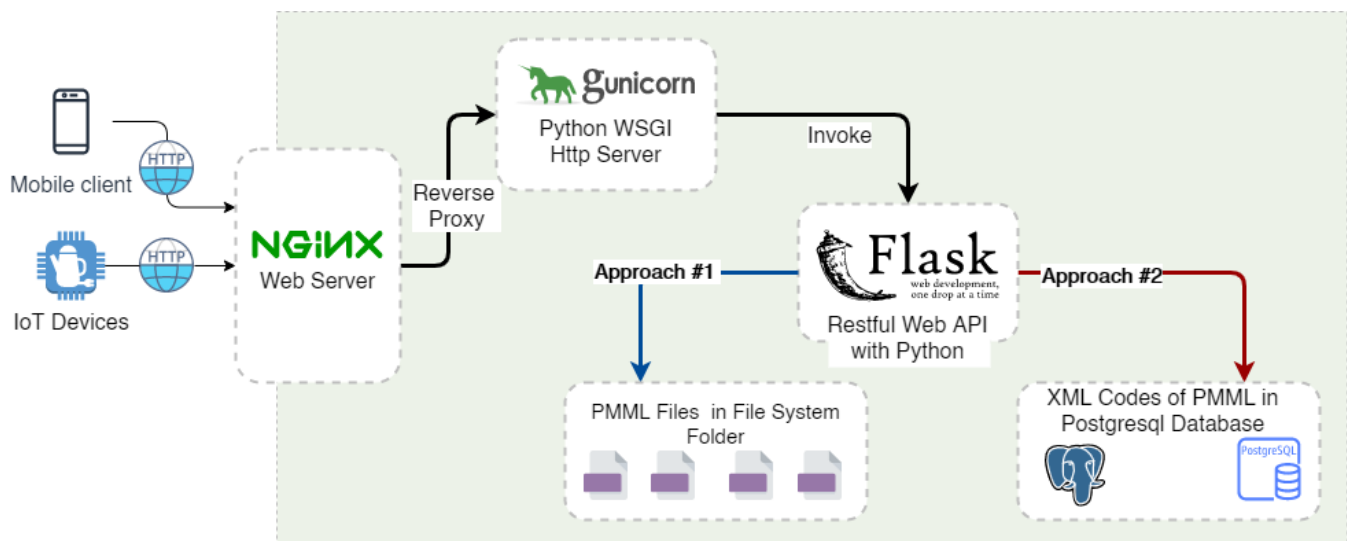 gunicorn
Python WSGI
Http Server
Invoke
HTTP
Mobile client
Reverse
Proxy
NGiNX
Web Server
HTTP
IoT Devices
Flask
web development,
one drop at a time
Restful Web API
with Python
Approach #1
Approach #2
PMML Files in File System
Folder
XML Codes of PMML in
Postgresql Database
PostgreSQL